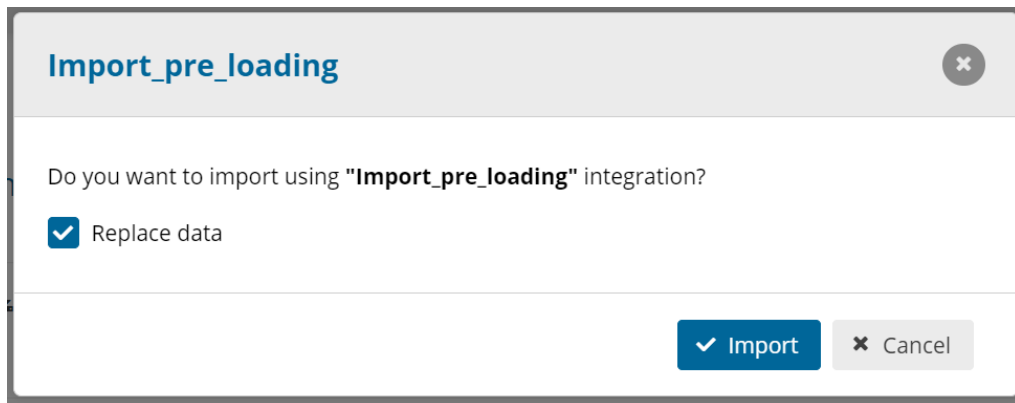 Import_pre_loading
Do you want to import using "Import_pre_loading" integration?
Replace data
Import
Cancel